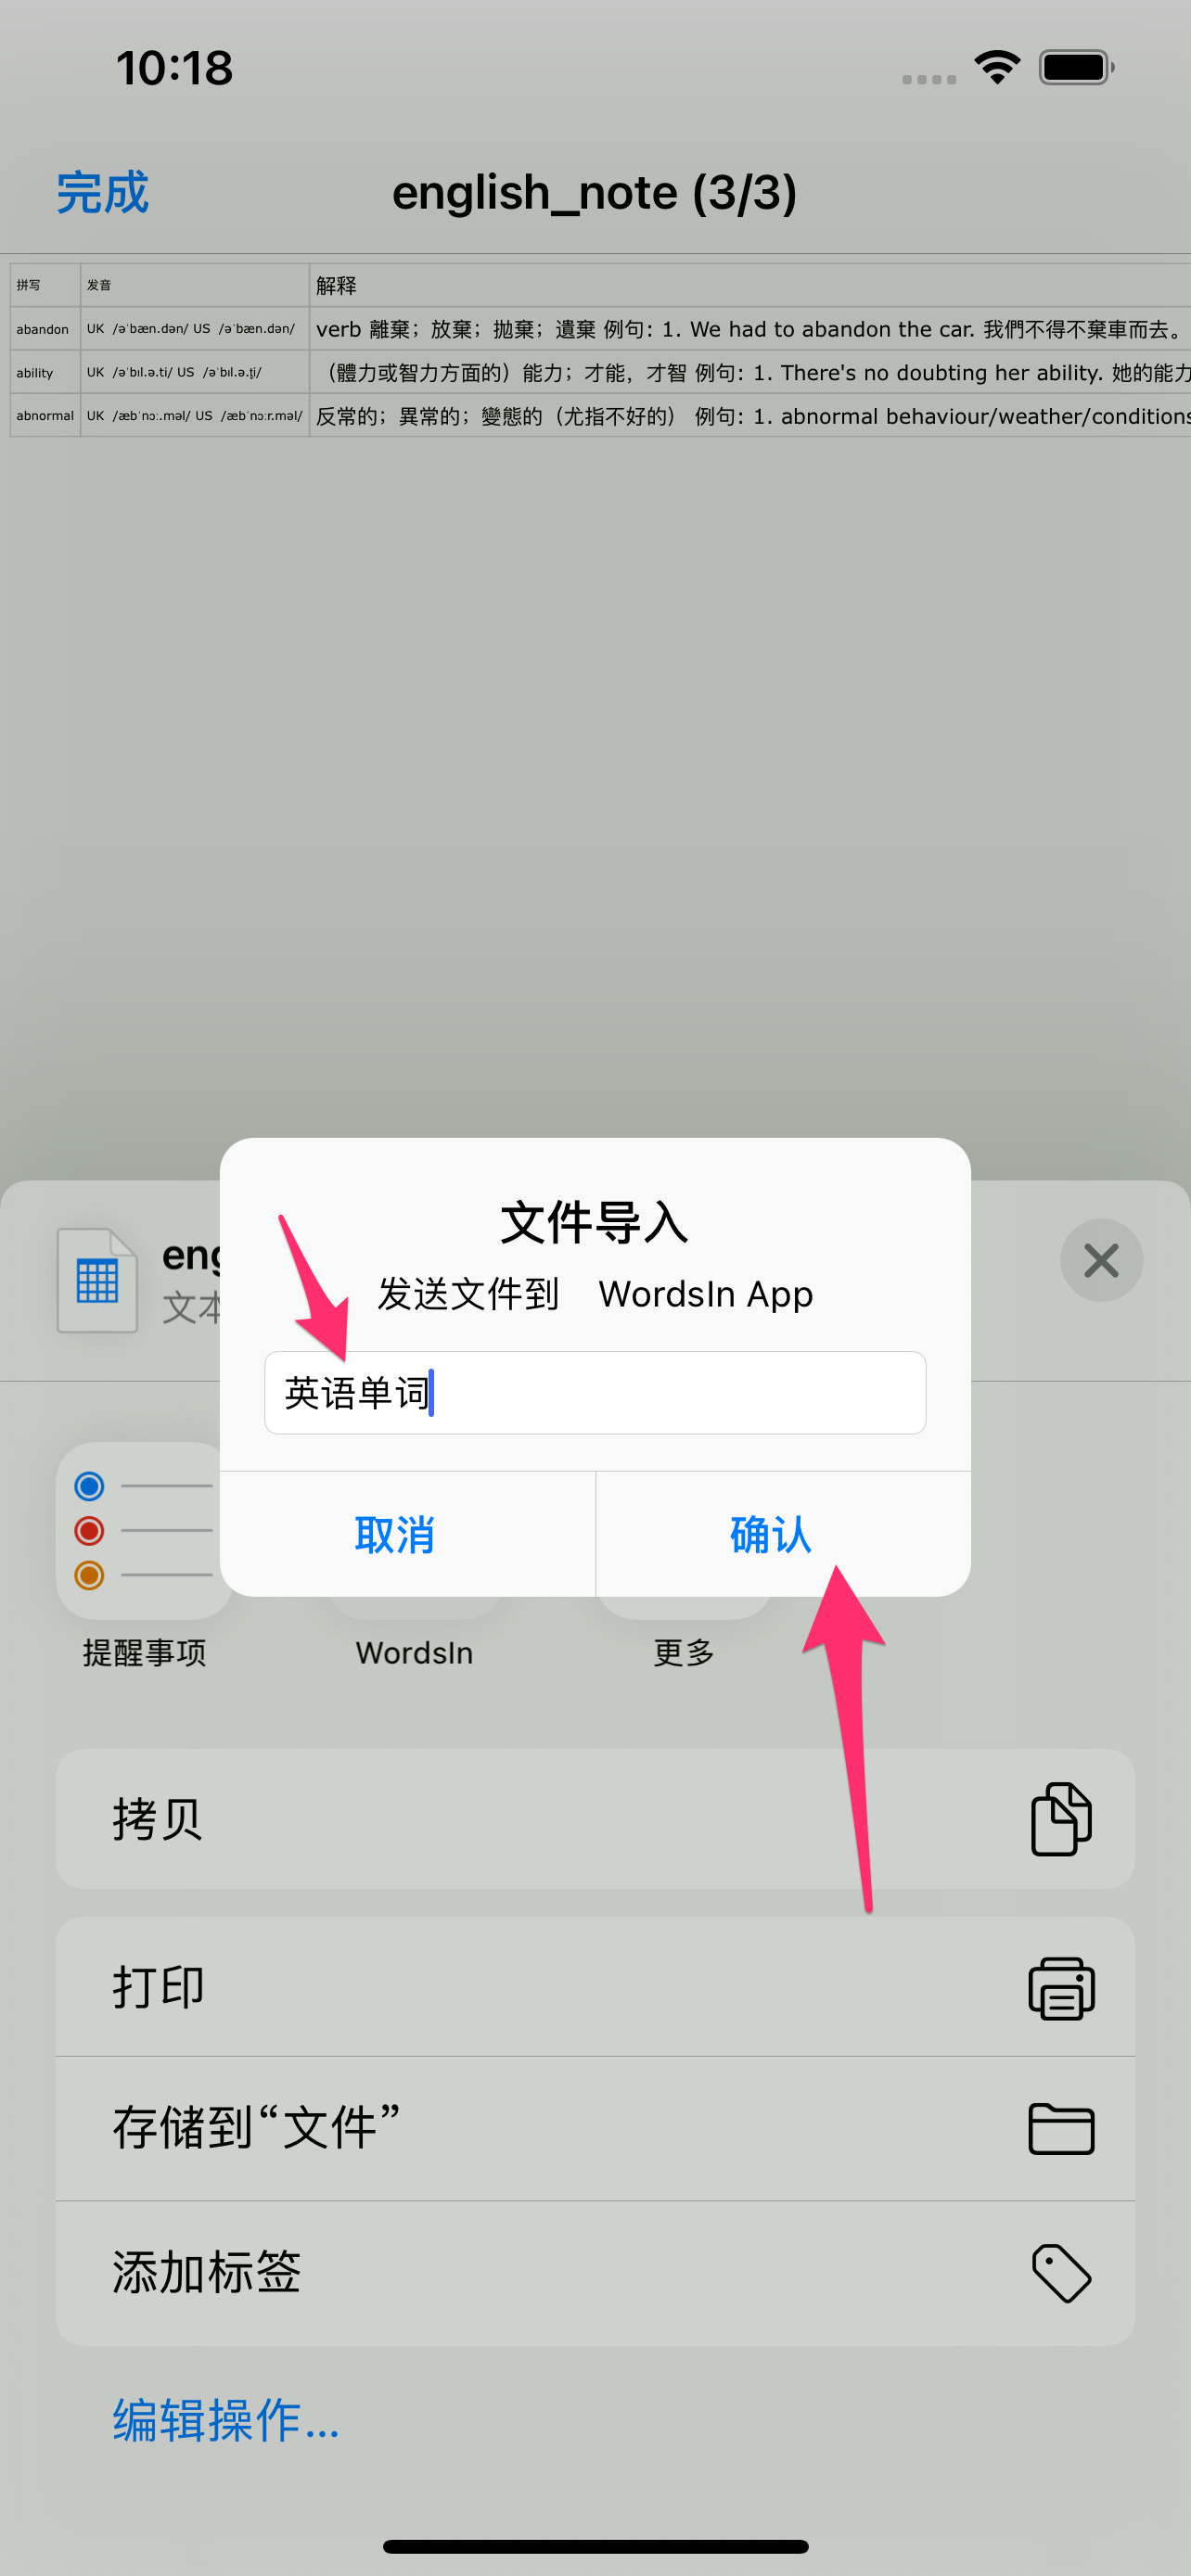 10:18
完成 english_note (3/3)
拼写 发音 解释
abandon UK /əˈbæn.dən/ US /əˈbæn.dən/ verb 離棄；放棄；拋棄；遺棄 例句: 1. We had to abandon the car. 我們不得不棄車而去。
ability UK /əˈbɪl.ə.ti/ US /əˈbɪl.ə.t̬i/ （體力或智力方面的）能力；才能，才智 例句: 1. There's no doubting her ability. 她的能力
abnormal UK /æbˈnɔː.məl/ US /æbˈnɔːr.məl/ 反常的；異常的；變態的（尤指不好的） 例句: 1. abnormal behaviour/weather/conditions
文件导入
发送文件到 WordsIn App
英语单词
取消 确认
eng
文本
提醒事项 WordsIn 更多
拷贝
打印
存储到“文件”
添加标签
编辑操作...